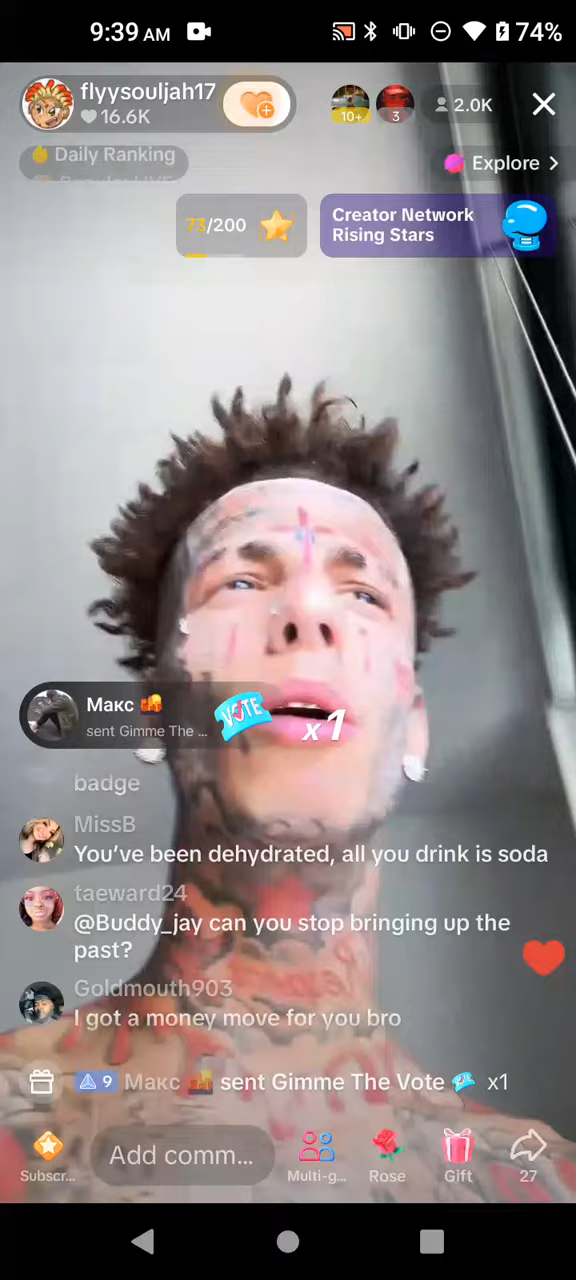 9:39 AM
74%
flyysouljah17
16.6K
10+
3
2.0K
Daily Ranking
Explore >
73/200
Creator Network
Rising Stars
Макс
sent Gimme The ...
VOTE
x1
badge
MissB
You've been dehydrated, all you drink is soda
taeward24
@Buddy_jay can you stop bringing up the
past?
Goldmouth903
I got a money move for you bro
9 Макс sent Gimme The Vote x1
Add comm...
Subscr...
Multi-g...
Rose
Gift
27